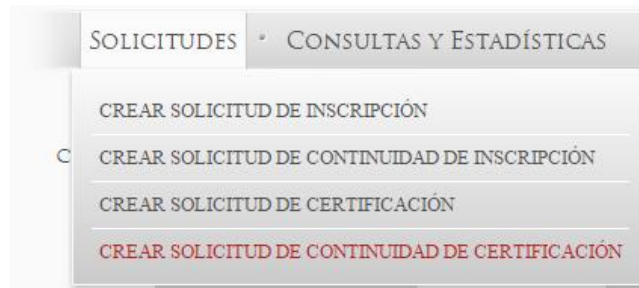 SOLICITUDES • CONSULTAS Y ESTADÍSTICAS
CREAR SOLICITUD DE INSCRIPCIÓN
C
CREAR SOLICITUD DE CONTINUIDAD DE INSCRIPCIÓN
CREAR SOLICITUD DE CERTIFICACIÓN
CREAR SOLICITUD DE CONTINUIDAD DE CERTIFICACIÓN